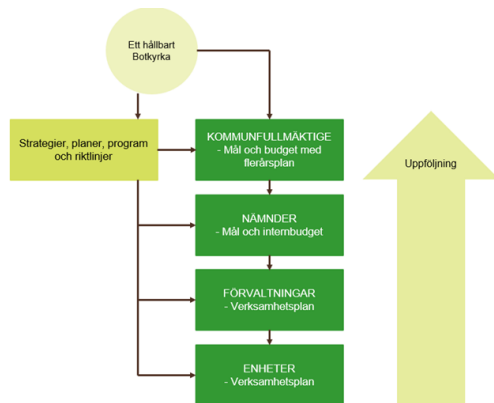 Ett hållbart
Botkyrka
Strategier, planer, program
och riktlinjer
KOMMUNFULLMÄKTIGE
- Mål och budget med
flerårsplan
Uppföljning
NÄMNDER
- Mål och internbudget
FÖRVALTNINGAR
- Verksamhetsplan
ENHETER
- Verksamhetsplan